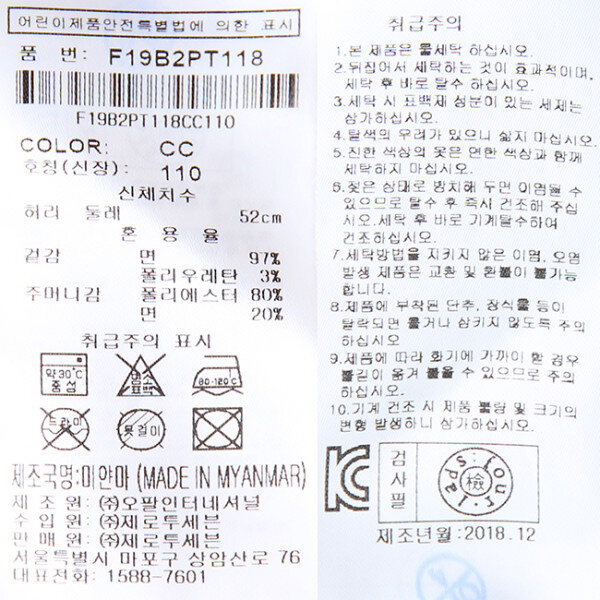 어린이제품안전특별법에 의한 표시
품 번: F19B2PT118
F19B2PT118CC110
COLOR: CC
호칭(신장): 110
신체치수
허리 둘레 52cm
혼 용 율
겉감 면 97%
폴리우레탄 3%
주머니감 폴리에스터 80%
면 20%
취급주의 표시
약30℃
중성
염소
표백
80-120℃
드라이
옷걸이
제조국명:미얀마 (MADE IN MYANMAR)
제 조 원: ㈜오팔인터네셔널
수 입 원: ㈜제로투세븐
판 매 원: ㈜제로투세븐
서울특별시 마포구 상암산로 76
대표전화: 1588-7601
취급주의
1.본 제품은 물세탁 하십시오.
2.뒤집어서 세탁하는 것이 효과적이며,
세탁 후 바로 탈수 하십시오.
3.세탁 시 표백제 성분이 있는 세제는
삼가하십시오.
4.탈색의 우려가 있으니 삶지 마십시오.
5.진한 색상의 옷은 연한 색상과 함께
세탁하지 마십시오.
6.젖은 상태로 방치해 두면 이염될 수
있으므로 탈수 후 즉시 건조해 주십
시오.세탁 후 바로 기계탈수하여
건조하십시오.
7.세탁방법을 지키지 않은 이염, 오염
발생 제품은 교환 및 환불이 불가능
합니다.
8.제품에 부착된 단추, 장식물 등이
탈락되면 물거나 삼키지 않도록 주의
하십시오
9.제품에 따라 화기에 가까이 할 경우
불길이 옮겨 붙을 수 있으므로 주의
하십시오.
10.기계 건조 시 제품 불량 및 크기의
변형 발생하니 삼가하십시오.
KC
검사필
檢
제조년월:2018.12